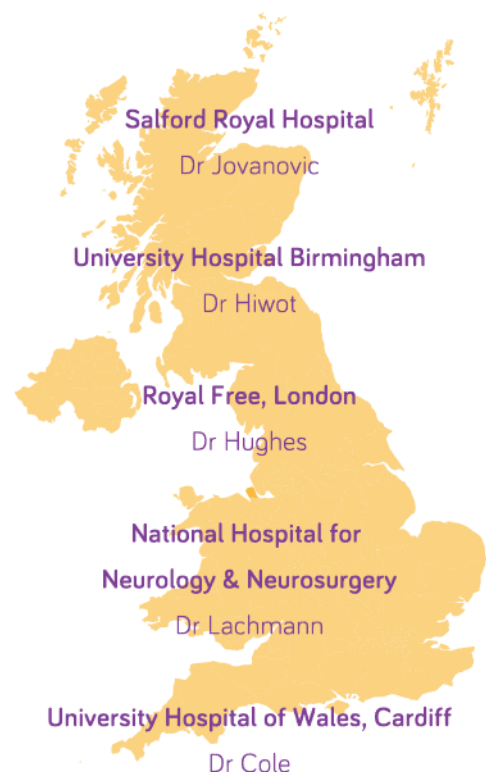 Salford Royal Hospital
Dr Jovanovic
University Hospital Birmingham
Dr Hiwot
Royal Free, London
Dr Hughes
National Hospital for
Neurology & Neurosurgery
Dr Lachmann
University Hospital of Wales, Cardiff
Dr Cole